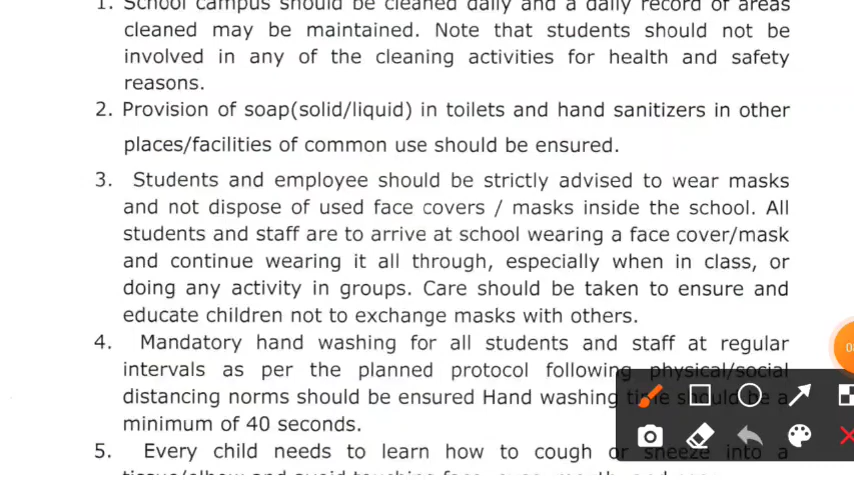 1. School campus should be cleaned daily and a daily record of areas
cleaned may be maintained. Note that students should not be
involved in any of the cleaning activities for health and safety
reasons.
2. Provision of soap(solid/liquid) in toilets and hand sanitizers in other
places/facilities of common use should be ensured.
3. Students and employee should be strictly advised to wear masks
and not dispose of used face covers / masks inside the school. All
students and staff are to arrive at school wearing a face cover/mask
and continue wearing it all through, especially when in class, or
doing any activity in groups. Care should be taken to ensure and
educate children not to exchange masks with others.
4. Mandatory hand washing for all students and staff at regular
intervals as per the planned protocol following physical/social
distancing norms should be ensured Hand washing time should be a
minimum of 40 seconds.
5. Every child needs to learn how to cough or sneeze into a